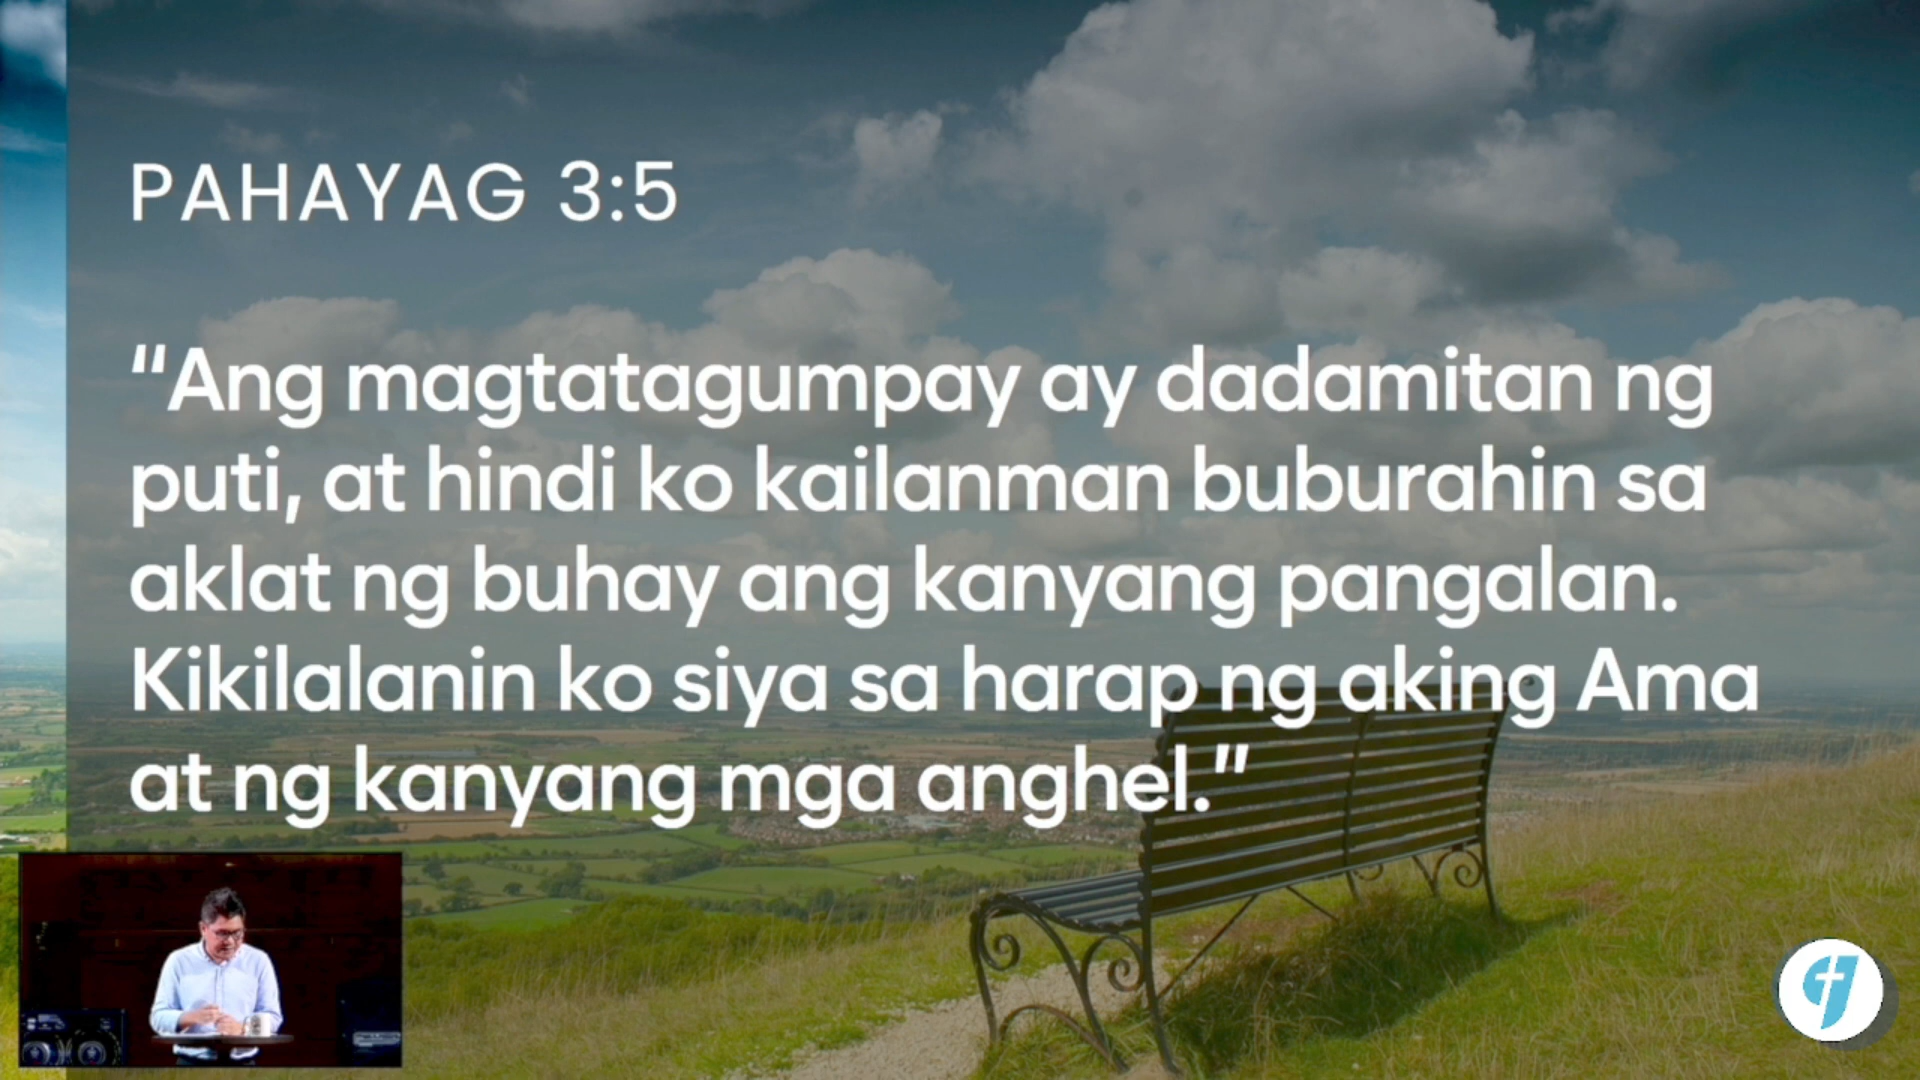 PAHAYAG 3:5
"Ang magtatagumpay ay dadamitan ng
puti, at hindi ko kailanman buburahin sa
aklat ng buhay ang kanyang pangalan.
Kikilalanin ko siya sa harap ng aking Ama
at ng kanyang mga anghel."